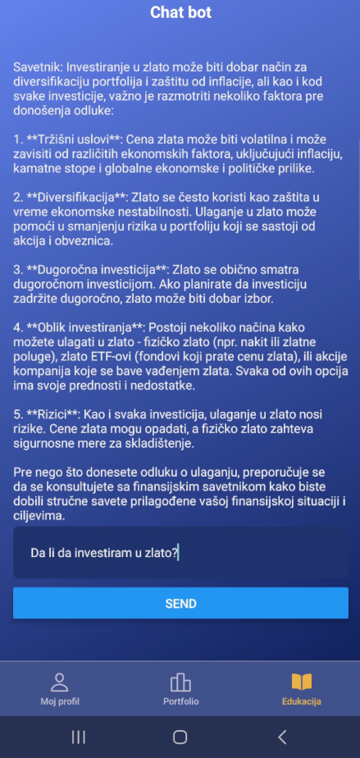 Chat bot
Savetnik: Investiranje u zlato može biti dobar način za
diversifikaciju portfolija i zaštitu od inflacije, ali kao i kod
svake investicije, važno je razmotriti nekoliko faktora pre
donošenja odluke:
1. **Tržišni uslovi**: Cena zlata može biti volatilna i može
zavisiti od različitih ekonomskih faktora, uključujući inflaciju,
kamatne stope i globalne ekonomske i političke prilike.
2. **Diversifikacija**: Zlato se često koristi kao zaštita u
vreme ekonomske nestabilnosti. Ulaganje u zlato može
pomoći u smanjenju rizika u portfoliju koji se sastoji od
akcija i obveznica.
3. **Dugoročna investicija**: Zlato se obično smatra
dugoročnom investicijom. Ako planirate da investiciju
zadržite dugoročno, zlato može biti dobar izbor.
4. **Oblik investiranja**: Postoji nekoliko načina kako
možete ulagati u zlato - fizičko zlato (npr. nakit ili zlatne
poluge), zlato ETF-ovi (fondovi koji prate cenu zlata), ili akcije
kompanija koje se bave vađenjem zlata. Svaka od ovih opcija
ima svoje prednosti i nedostatke.
5. **Rizici**: Kao i svaka investicija, ulaganje u zlato nosi
rizike. Cene zlata mogu opadati, a fizičko zlato zahteva
sigurnosne mere za skladištenje.
Pre nego što donesete odluku o ulaganju, preporučuje se
da se konsultujete sa finansijskim savetnikom kako biste
dobili stručne savete prilagođene vašoj finansijskoj situaciji i
ciljevima.
Da li da investiram u zlato?
SEND
Moj profil
Portfolio
Edukacija